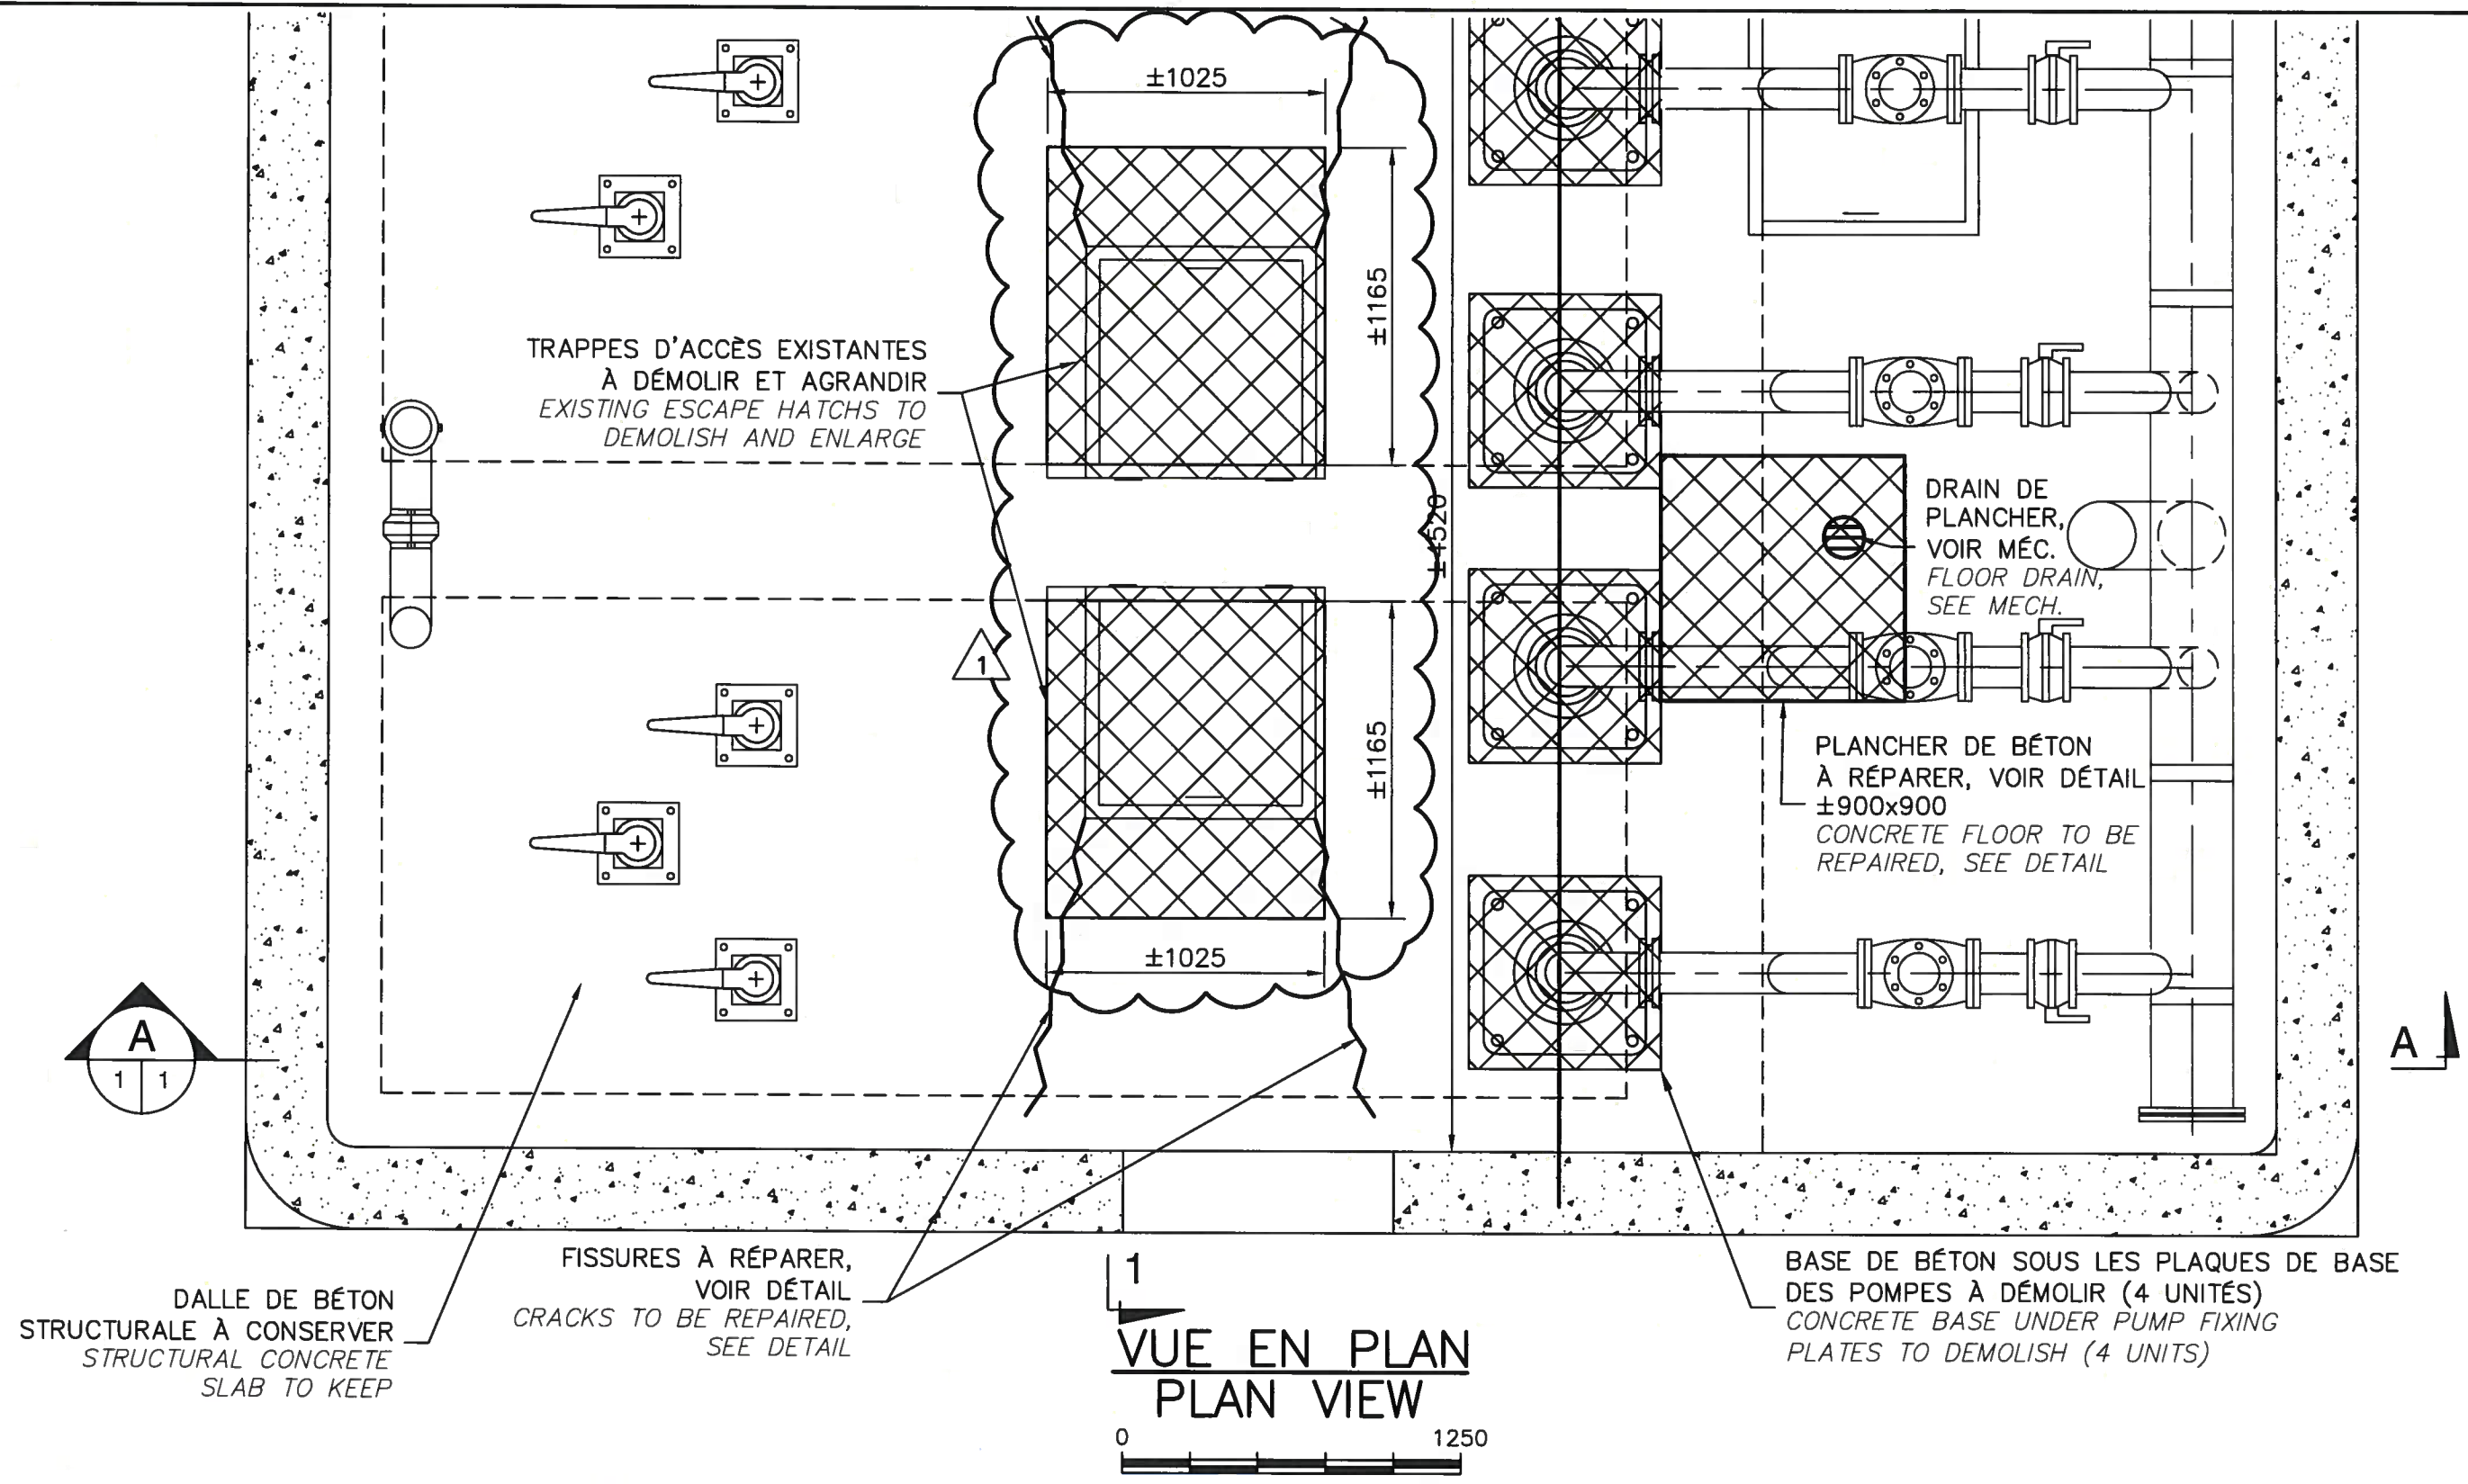 ±1025
±1165
TRAPPES D'ACCÈS EXISTANTES
À DÉMOLIR ET AGRANDIR
EXISTING ESCAPE HATCHS TO
DEMOLISH AND ENLARGE
±4520
DRAIN DE
PLANCHER,
VOIR MÉC.
FLOOR DRAIN,
SEE MECH.
1
±1165
PLANCHER DE BÉTON
À RÉPARER, VOIR DÉTAIL
±900x900
CONCRETE FLOOR TO BE
REPAIRED, SEE DETAIL
±1025
A
1 1
A
DALLE DE BÉTON
STRUCTURALE À CONSERVER
STRUCTURAL CONCRETE
SLAB TO KEEP
FISSURES À RÉPARER,
VOIR DÉTAIL
CRACKS TO BE REPAIRED,
SEE DETAIL
1
BASE DE BÉTON SOUS LES PLAQUES DE BASE
DES POMPES À DÉMOLIR (4 UNITÉS)
CONCRETE BASE UNDER PUMP FIXING
PLATES TO DEMOLISH (4 UNITS)
VUE EN PLAN
PLAN VIEW
0 1250